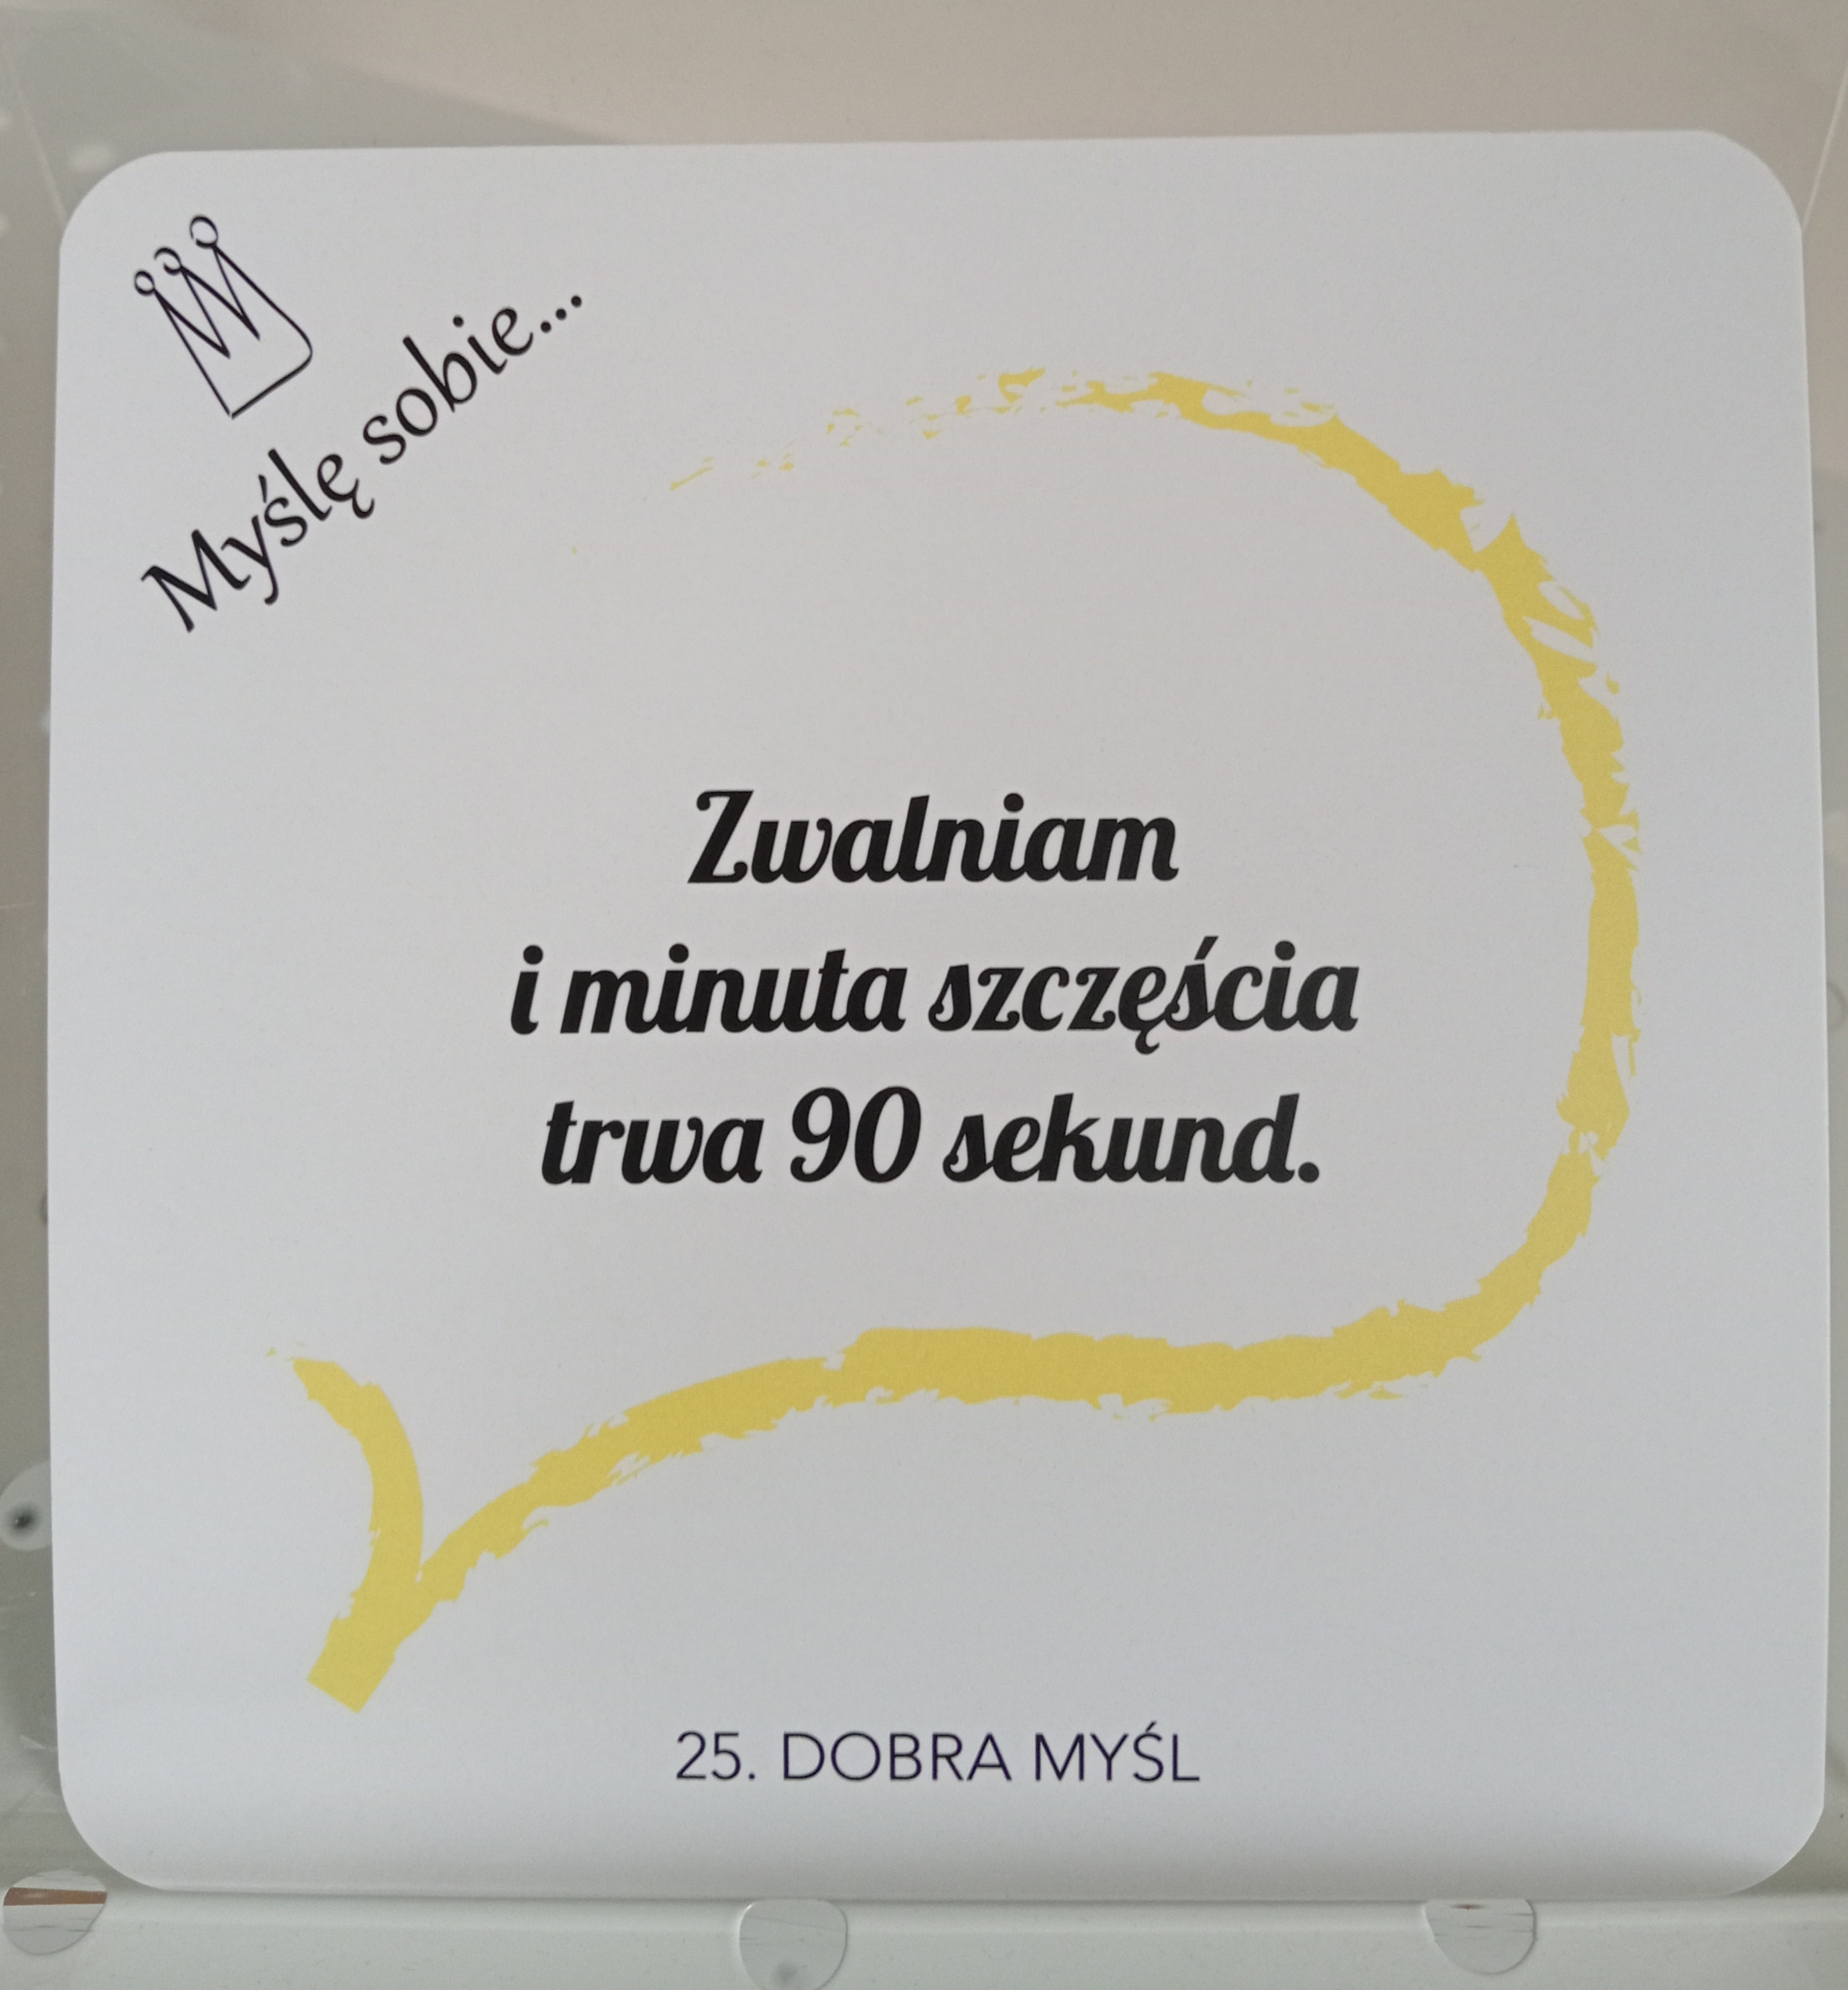 Myślę sobie...
Zwalniam
i minuta szczęścia
trwa 90 sekund.
25. DOBRA MYŚL